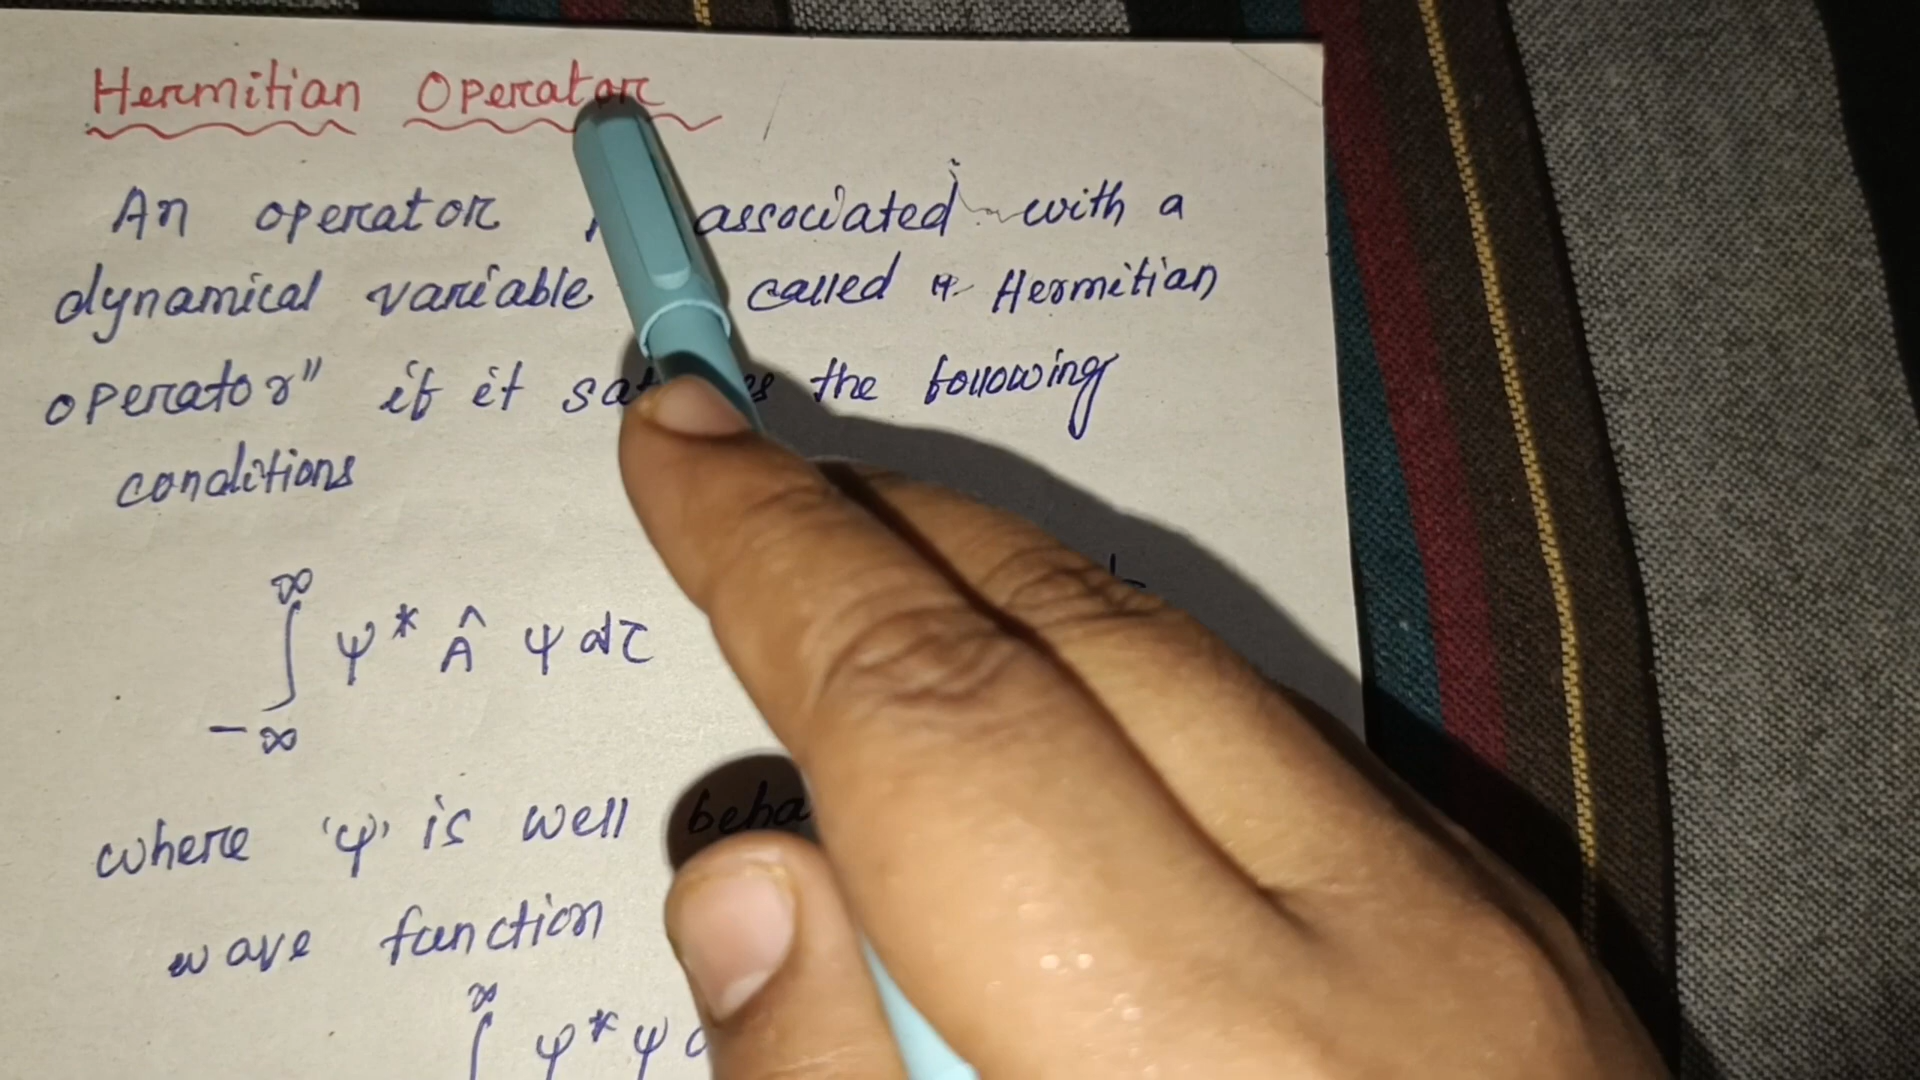 Hermitian Operator
An operator associated with a
dynamical variable called a Hermitian
operator" if it the following
conditions
∞
∫ ψ* Â ψ dτ
-∞
where 'ψ' is well
wave function
∞
∫ ψ* ψ